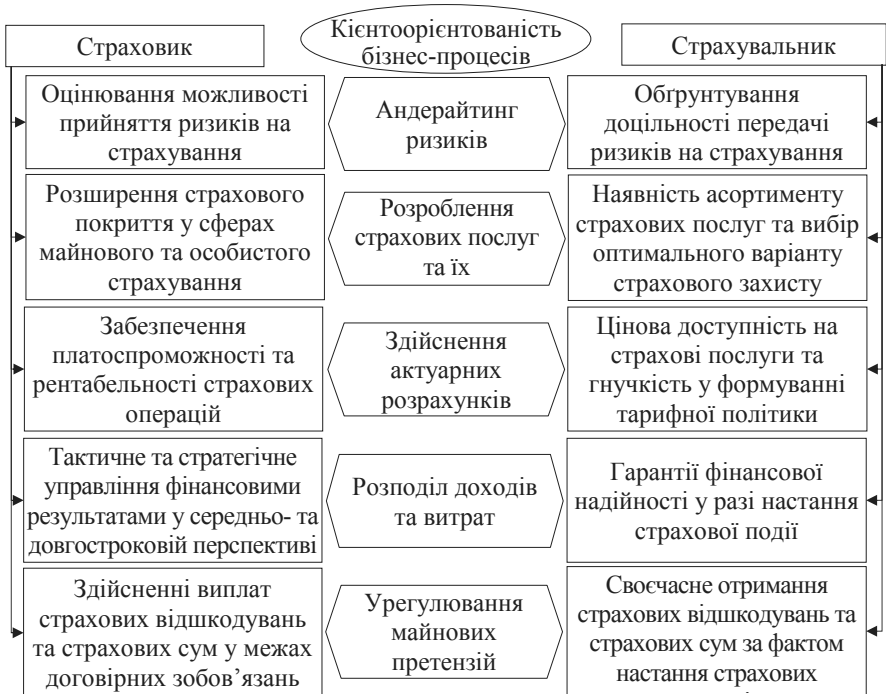 Страховик
Кієнтоорієнтованість
бізнес-процесів
Страхувальник
Оцінювання можливості
прийняття ризиків на
страхування
Андерайтинг
ризиків
Обґрунтування
доцільності передачі
ризиків на страхування
Розширення страхового
покриття у сферах
майнового та особистого
страхування
Розроблення
страхових послуг
та їх
Наявність асортименту
страхових послуг та вибір
оптимального варіанту
страхового захисту
Забезпечення
платоспроможності та
рентабельності страхових
операцій
Здійснення
актуарних
розрахунків
Цінова доступність на
страхові послуги та
гнучкість у формуванні
тарифної політики
Тактичне та стратегічне
управління фінансовими
результатами у середньо- та
довгостроковій перспективі
Розподіл доходів
та витрат
Гарантії фінансової
надійності у разі настання
страхової події
Здійсненні виплат
страхових відшкодувань
та страхових сум у межах
договірних зобов’язань
Урегулювання
майнових
претензій
Своєчасне отримання
страхових відшкодувань та
страхових сум за фактом
настання страхових